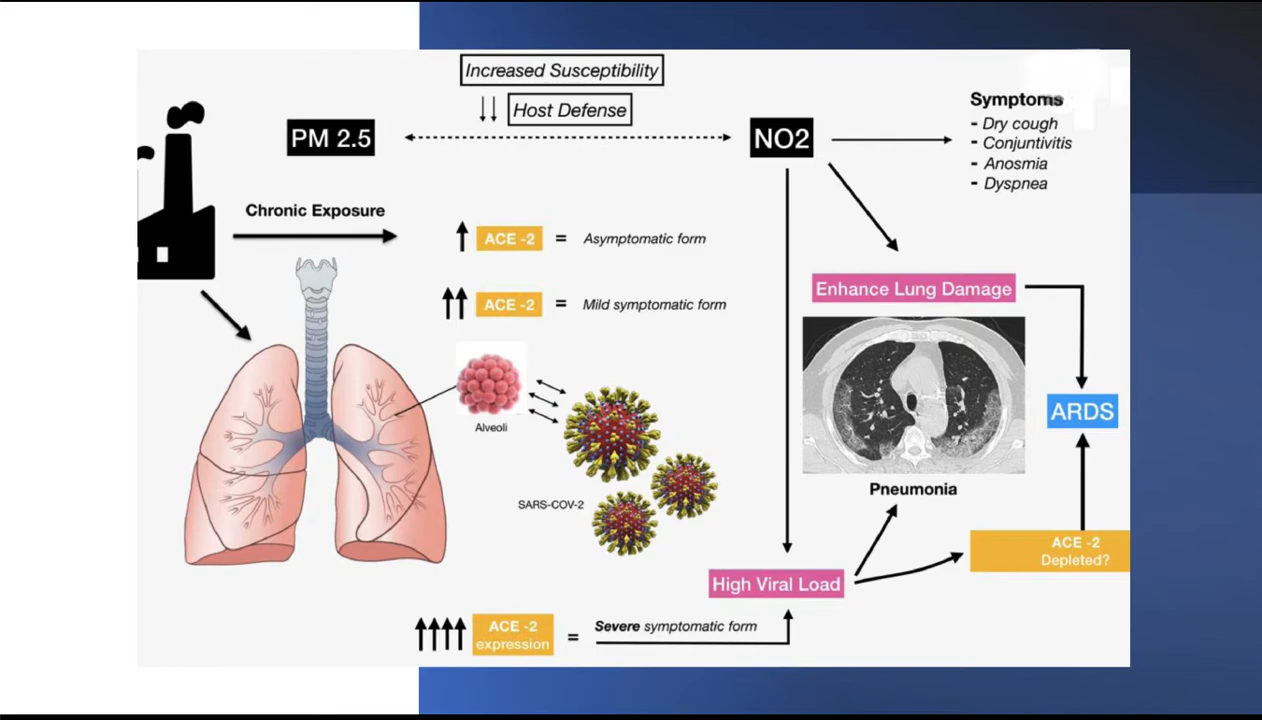 Increased Susceptibility
Host Defense
PM 2.5
NO2
Symptoms
- Dry cough
- Conjuntivitis
- Anosmia
- Dyspnea
Chronic Exposure
ACE -2 = Asymptomatic form
ACE -2 = Mild symptomatic form
Enhance Lung Damage
ARDS
Alveoli
SARS-COV-2
Pneumonia
ACE -2
Depleted?
High Viral Load
ACE -2
expression
= Severe symptomatic form